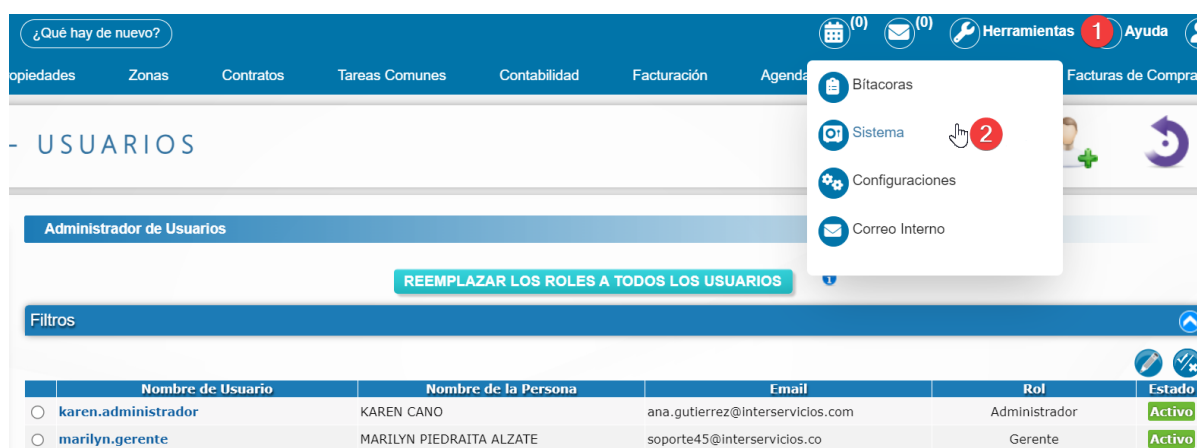 ¿Qué hay de nuevo?
(0)
(0)
Herramientas
1
Ayuda
opiedades
Zonas
Contratos
Tareas Comunes
Contabilidad
Facturación
Agenda
Facturas de Compra
Bítacoras
Sistema
2
Configuraciones
Correo Interno
- USUARIOS
Administrador de Usuarios
REEMPLAZAR LOS ROLES A TODOS LOS USUARIOS
Filtros
Nombre de Usuario Nombre de la Persona Email Rol Estado
karen.administrador KAREN CANO ana.gutierrez@interservicios.com Administrador Activo
marilyn.gerente MARILYN PIEDRAITA ALZATE soporte45@interservicios.co Gerente Activo